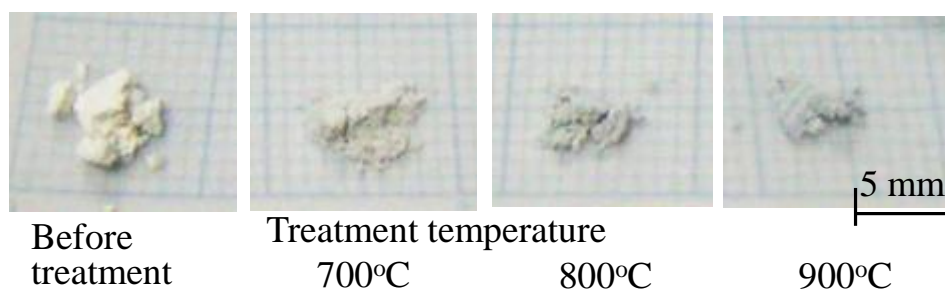 5 mm
Before
treatment
Treatment temperature
700°C
800°C
900°C